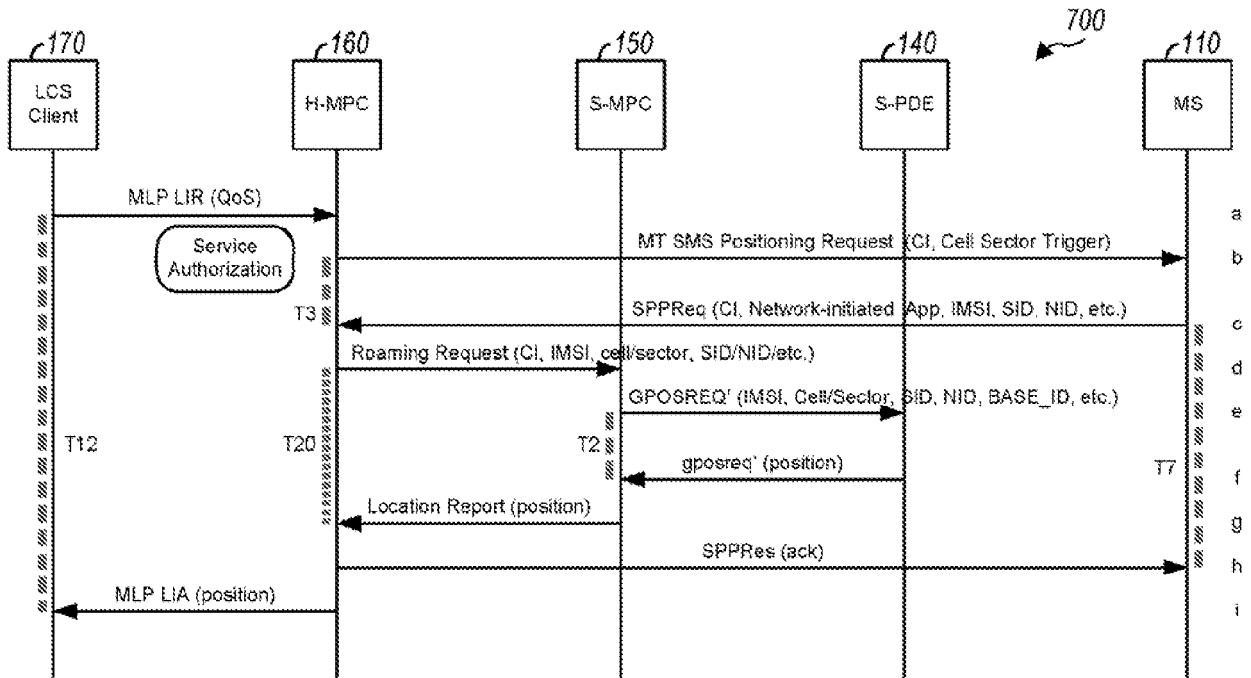 700
170
160
150
140
110
LCS
Client
H-MPC
S-MPC
S-PDE
MS
MLP LIR (QoS)
a
Service
Authorization
MT SMS Positioning Request (CI, Cell Sector Trigger)
b
T3
SPPReq (CI, Network-initiated App, IMSI, SID, NID, etc.)
c
Roaming Request (CI, IMSI, cell/sector, SID/NID/etc.)
d
GPOSREQ' (IMSI, Cell/Sector, SID, NID, BASE_ID, etc.)
e
T12
T20
T2
gposreq' (position)
T7
f
Location Report (position)
g
SPPRes (ack)
h
MLP LIA (position)
i